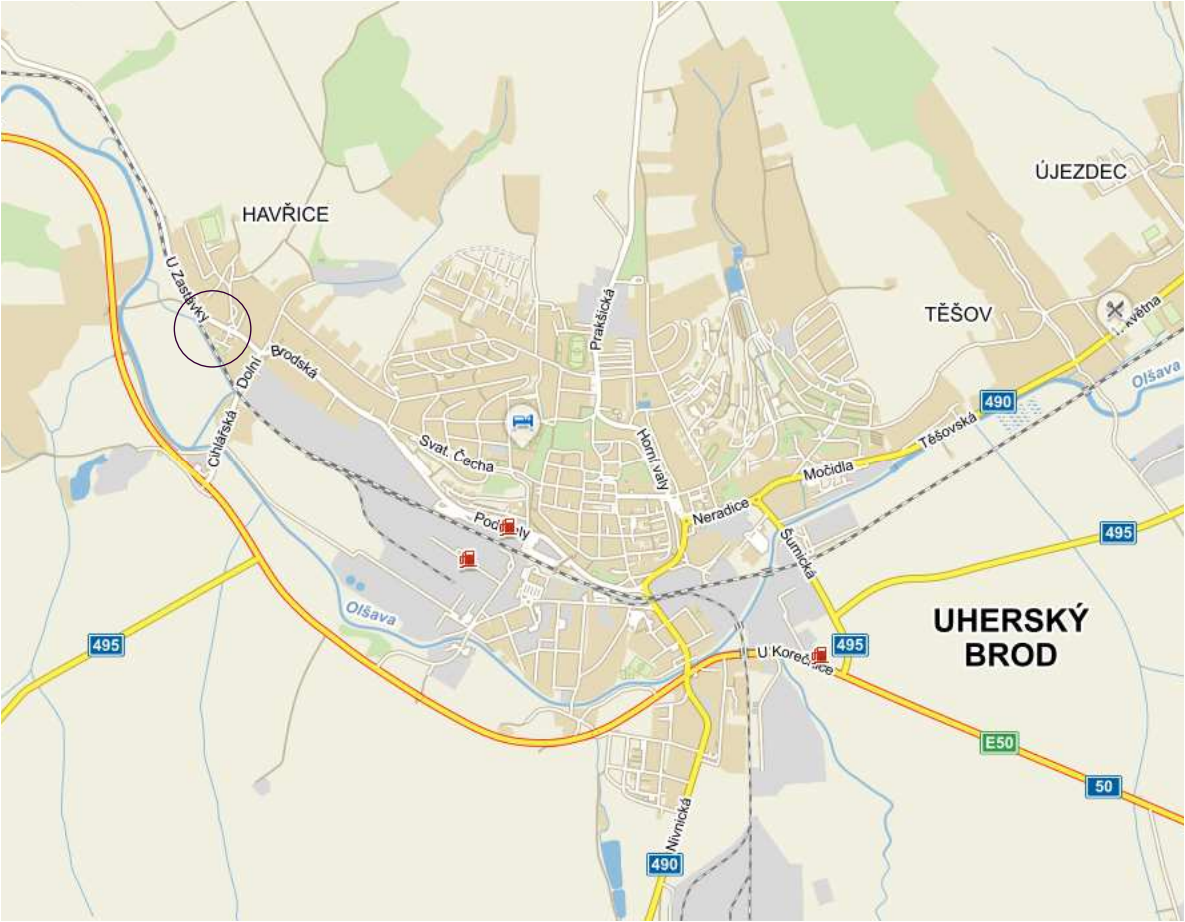 ÚJEZDEC
HAVŘICE
U Zastávky
Prakšická
TĚŠOV
Května
Olšava
Brodská
Dolní
490
Cihlářská
Svat. Čecha
Horní valy
Těšovská
Močidla
Neradice
495
Šumická
Olšava
UHERSKÝ
BROD
495
495
E50
50
Nivnická
490